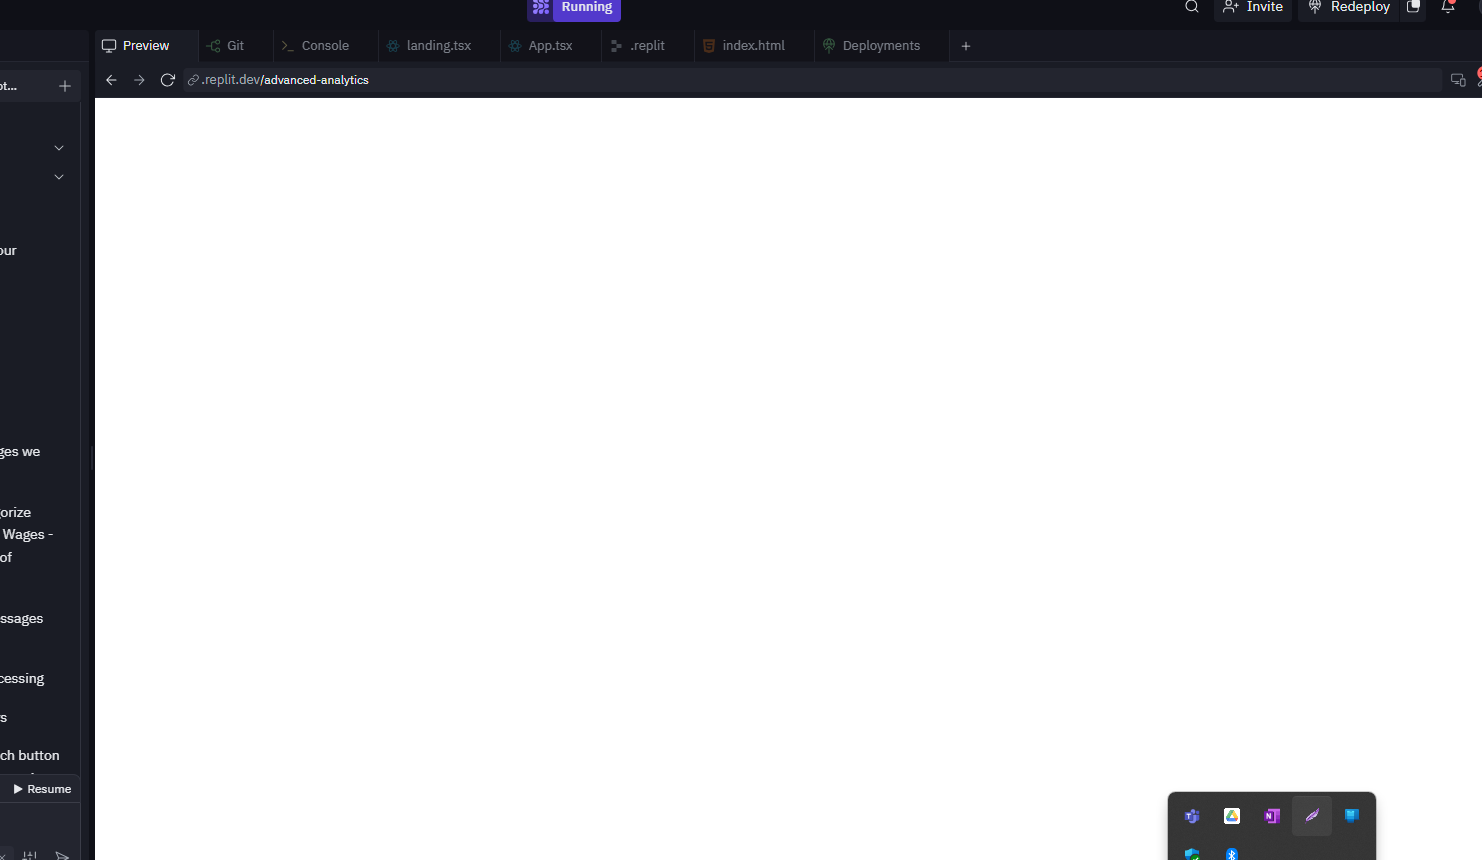 Running
Invite
Redeploy
Preview
Git
Console
landing.tsx
App.tsx
.replit
index.html
Deployments
.replit.dev/advanced-analytics
ot...
our
ges we
orize
Wages -
of
ssages
cessing
s
ch button
Resume